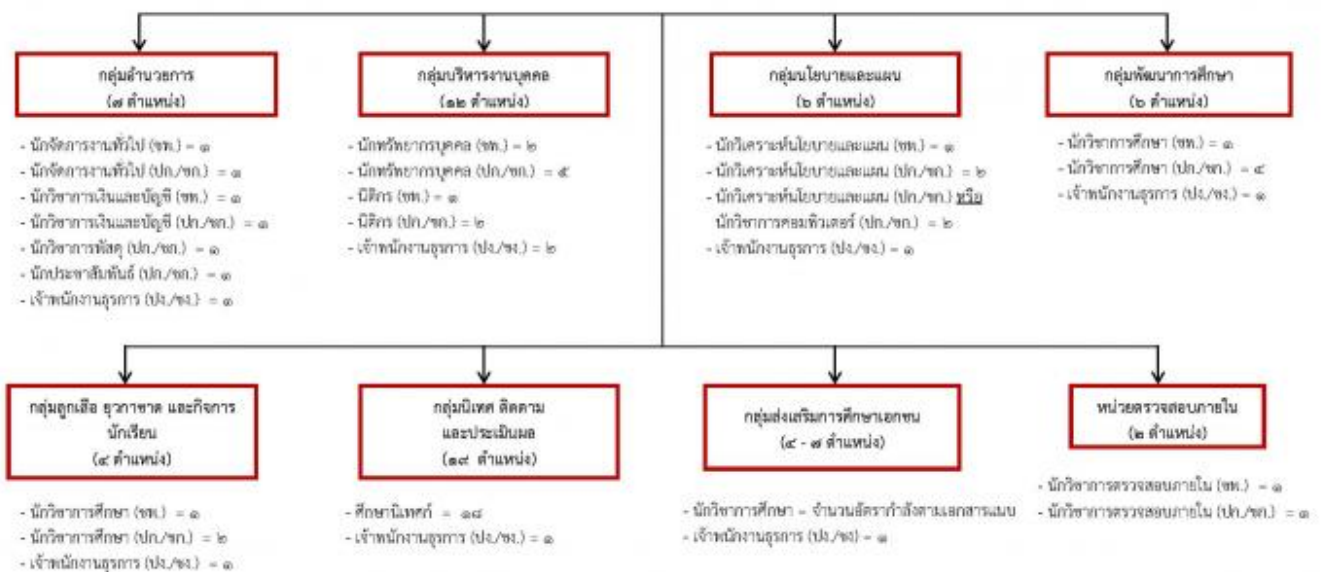 กลุ่มอำนวยการ
(๗ ตำแหน่ง)
- นักจัดการงานทั่วไป (ชพ.) = ๑
- นักจัดการงานทั่วไป (ปก./ชก.) = ๑
- นักวิชาการเงินและบัญชี (ชพ.) = ๑
- นักวิชาการเงินและบัญชี (ปก./ชก.) = ๑
- นักวิชาการพัสดุ (ปก./ชก.) = ๑
- นักประชาสัมพันธ์ (ปก./ชก.) = ๑
- เจ้าพนักงานธุรการ (ปง./ชง.) = ๑
กลุ่มบริหารงานบุคคล
(๑๒ ตำแหน่ง)
- นักทรัพยากรบุคคล (ชพ.) = ๒
- นักทรัพยากรบุคคล (ปก./ชก.) = ๕
- นิติกร (ชพ.) = ๑
- นิติกร (ปก./ชก.) = ๒
- เจ้าพนักงานธุรการ (ปง./ชง.) = ๒
กลุ่มนโยบายและแผน
(๖ ตำแหน่ง)
- นักวิเคราะห์นโยบายและแผน (ชพ.) = ๑
- นักวิเคราะห์นโยบายและแผน (ปก./ชก.) = ๒
- นักวิเคราะห์นโยบายและแผน (ปก./ชก.) หรือ
นักวิชาการคอมพิวเตอร์ (ปก./ชก.) = ๒
- เจ้าพนักงานธุรการ (ปง./ชง.) = ๑
กลุ่มพัฒนาการศึกษา
(๖ ตำแหน่ง)
- นักวิชาการศึกษา (ชพ.) = ๑
- นักวิชาการศึกษา (ปก./ชก.) = ๔
- เจ้าพนักงานธุรการ (ปง./ชง.) = ๑
กลุ่มลูกเสือ ยุวกาชาด และกิจการ
นักเรียน
(๔ ตำแหน่ง)
- นักวิชาการศึกษา (ชพ.) = ๑
- นักวิชาการศึกษา (ปก./ชก.) = ๒
- เจ้าพนักงานธุรการ (ปง./ชง.) = ๑
กลุ่มนิเทศ ติดตาม
และประเมินผล
(๑๙ ตำแหน่ง)
- ศึกษานิเทศก์ = ๑๘
- เจ้าพนักงานธุรการ (ปง./ชง.) = ๑
กลุ่มส่งเสริมการศึกษาเอกชน
(๔ - ๗ ตำแหน่ง)
- นักวิชาการศึกษา = จำนวนอัตรากำลังตามเอกสารแนบ
- เจ้าพนักงานธุรการ (ปง./ชง) = ๑
หน่วยตรวจสอบภายใน
(๒ ตำแหน่ง)
- นักวิชาการตรวจสอบภายใน (ชพ.) = ๑
- นักวิชาการตรวจสอบภายใน (ปก./ชก.) = ๑